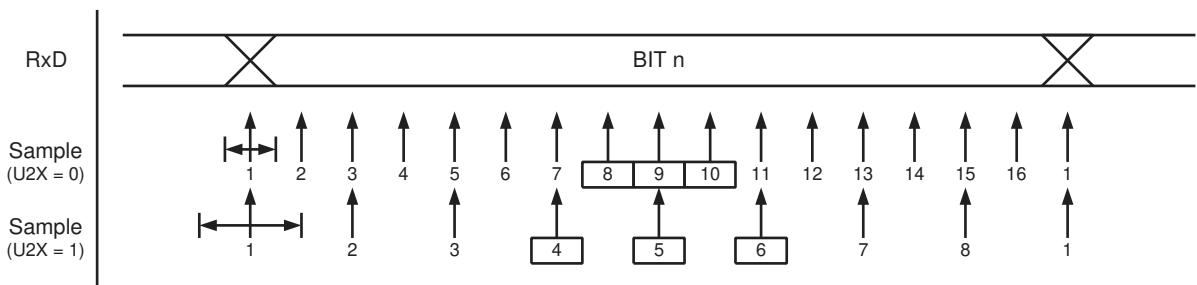 RxD BIT n
Sample
(U2X = 0)
1 2 3 4 5 6 7 8 9 10 11 12 13 14 15 16 1
Sample
(U2X = 1)
1 2 3 4 5 6 7 8 1